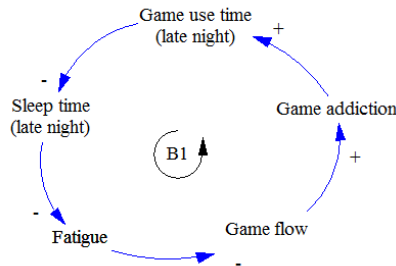 Game use time
(late night)
+
-
Sleep time
(late night)
Game addiction
B1
+
-
Fatigue
Game flow
-